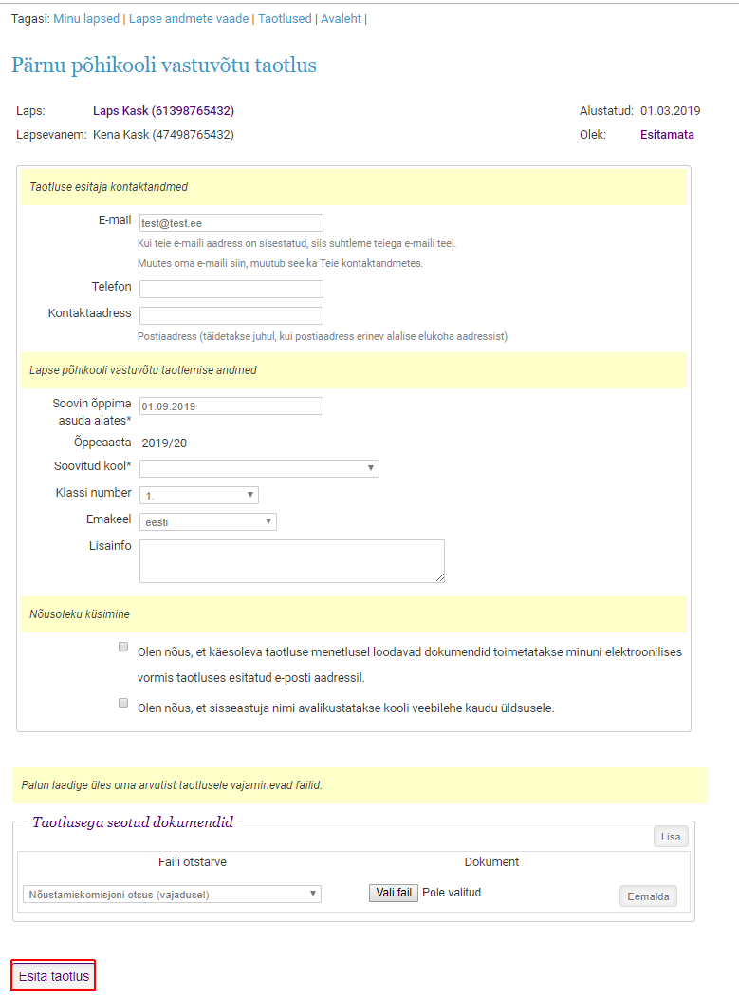 Tagasi: Minu lapsed | Lapse andmete vaade | Taotlused | Avaleht |
Pärnu põhikooli vastuvõtu taotlus
Laps: Laps Kask (61398765432) Alustatud: 01.03.2019
Lapsevanem: Kena Kask (47498765432) Olek: Esitamata
Taotluse esitaja kontaktandmed
E-mail test@test.ee
Kui teie e-maili aadress on sisestatud, siis suhtleme teiega e-maili teel.
Muutes oma e-maili siin, muutub see ka Teie kontaktandmetes.
Telefon
Kontaktaadress
Postiaadress (täidetakse juhul, kui postiaadress erinev alalise elukoha aadressist)
Lapse põhikooli vastuvõtu taotlemise andmed
Soovin õppima
asuda alates* 01.09.2019
Õppeaasta 2019/20
Soovitud kool*
Klassi number 1.
Emakeel eesti
Lisainfo
Nõusoleku küsimine
Olen nõus, et käesoleva taotluse menetlusel loodavad dokumendid toimetatakse minuni elektroonilises
vormis taotluses esitatud e-posti aadressil.
Olen nõus, et sisseastuja nimi avalikustatakse kooli veebilehe kaudu üldsusele.
Palun laadige üles oma arvutist taotlusele vajaminevad failid.
Taotlusega seotud dokumendid
Lisa
Faili otstarve Dokument
Nõustamiskomisjoni otsus (vajadusel) Vali fail Pole valitud Eemalda
Esita taotlus